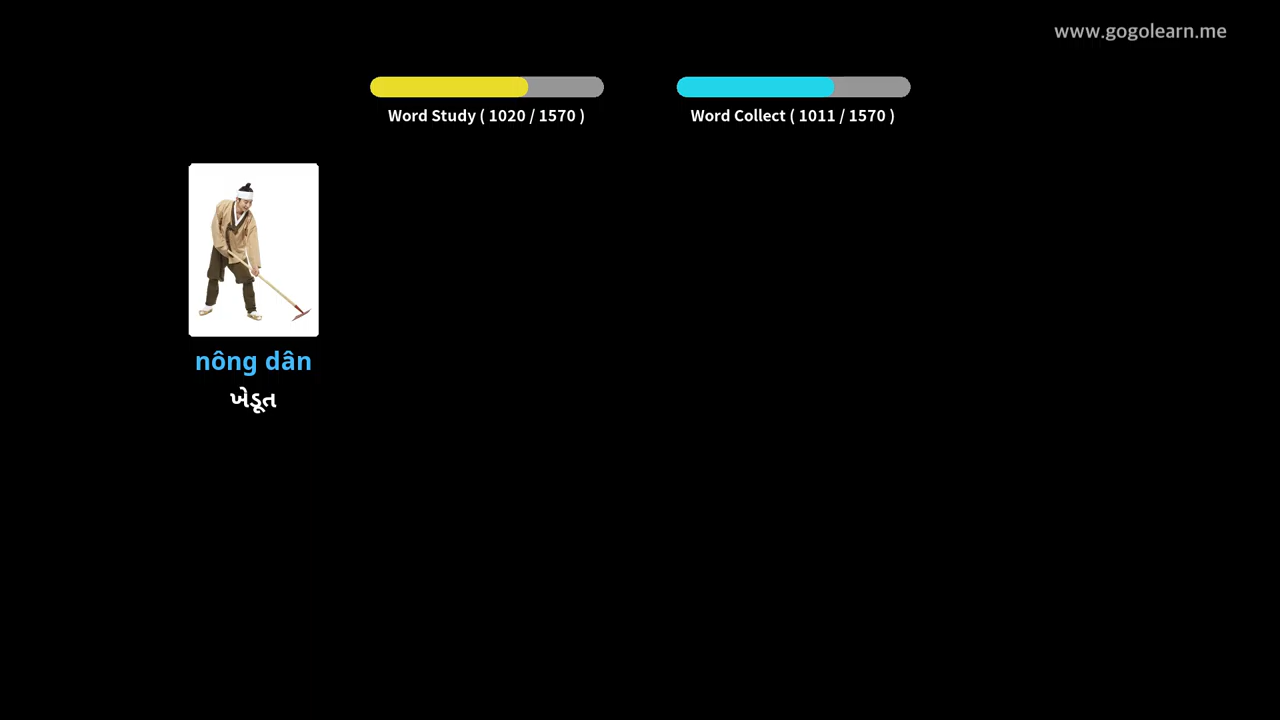 www.gogolearn.me
Word Study ( 1020 / 1570 )
Word Collect ( 1011 / 1570 )
nông dân
ખેડૂત